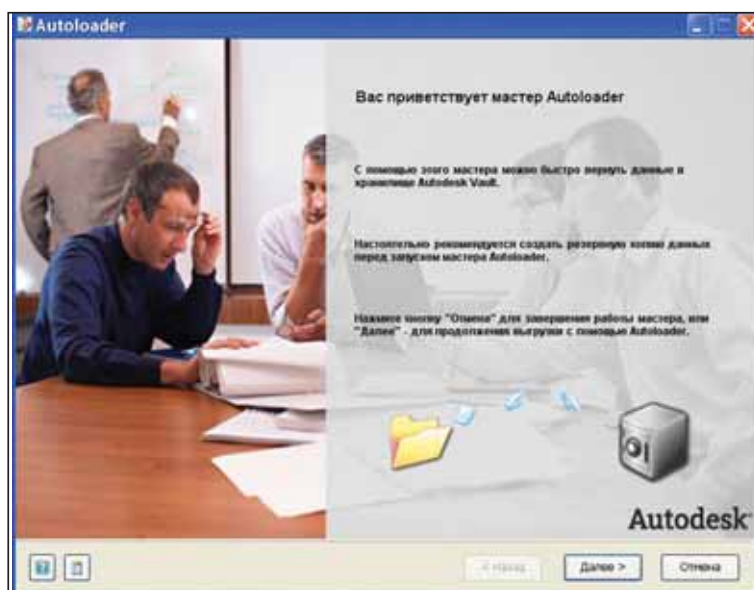 Autoloader
Вас приветствует мастер Autoloader
С помощью этого мастера можно быстро вернуть данные в
хранилище Autodesk Vault.
Настоятельно рекомендуется создать резервную копию данных
перед запуском мастера Autoloader.
Нажмите кнопку "Отмена" для завершения работы мастера, или
"Далее" - для продолжения выгрузки с помощью Autoloader.
Autodesk
< Назад
Далее >
Отмена